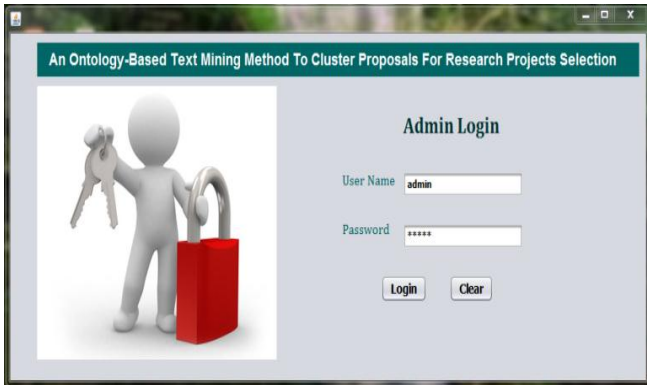 An Ontology-Based Text Mining Method To Cluster Proposals For Research Projects Selection
Admin Login
User Name admin
Password *****
Login Clear